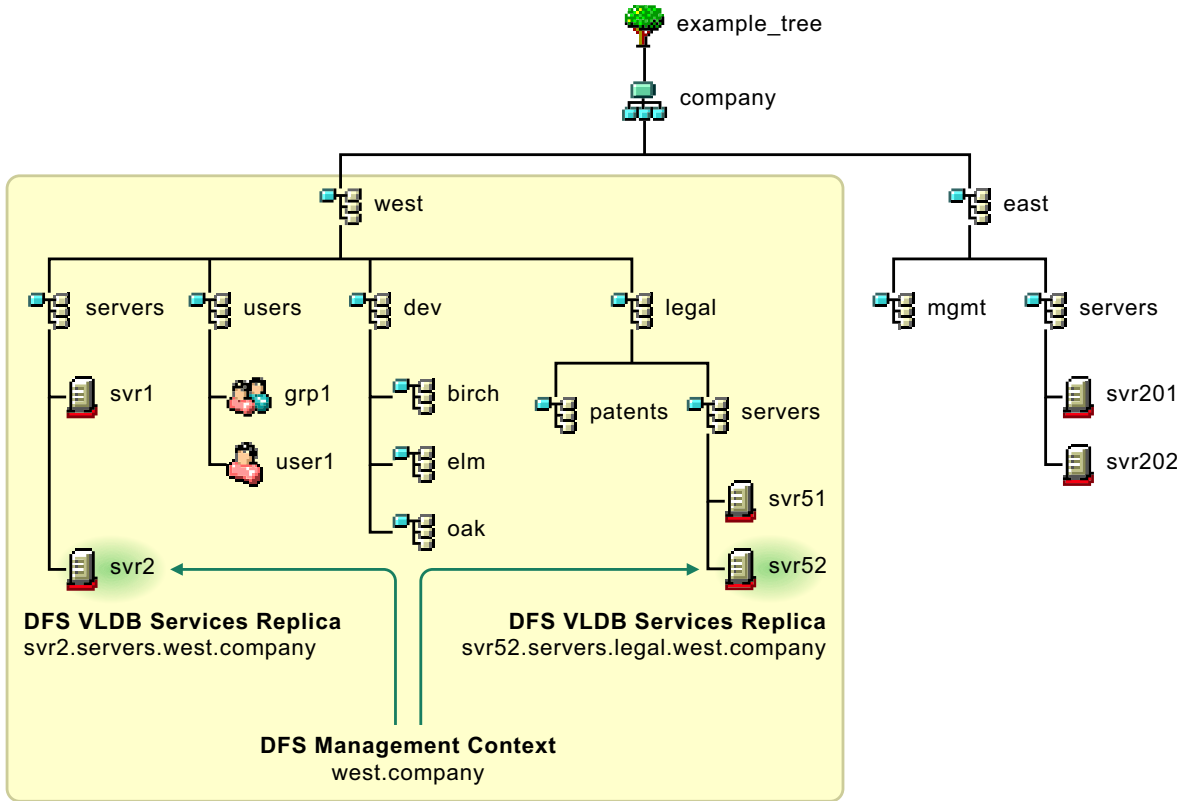 example_tree
company
west
east
servers
users
dev
legal
mgmt
servers
svr1
grp1
birch
patents
servers
svr201
user1
elm
svr202
svr51
oak
svr2
svr52
DFS VLDB Services Replica
svr2.servers.west.company
DFS VLDB Services Replica
svr52.servers.legal.west.company
DFS Management Context
west.company